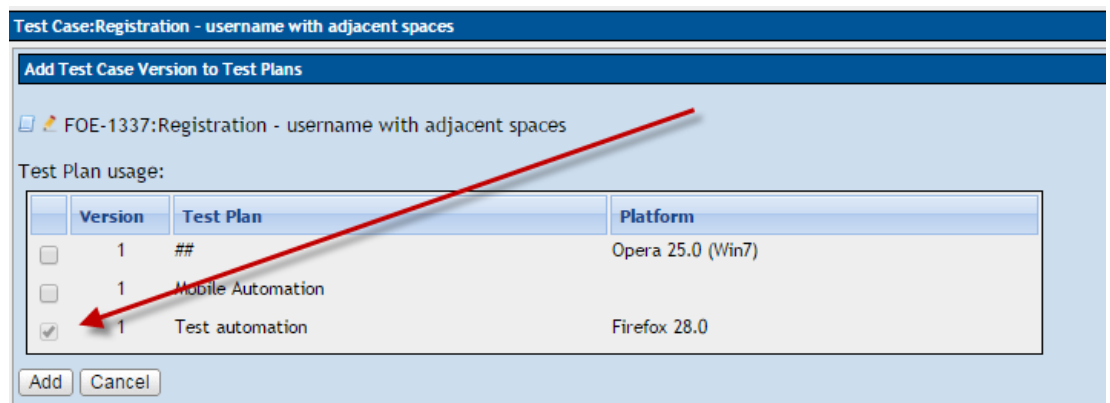 Test Case:Registration - username with adjacent spaces
Add Test Case Version to Test Plans
FOE-1337:Registration - username with adjacent spaces
Test Plan usage:
Version Test Plan Platform
1 ## Opera 25.0 (Win7)
1 Mobile Automation
1 Test automation Firefox 28.0
Add Cancel